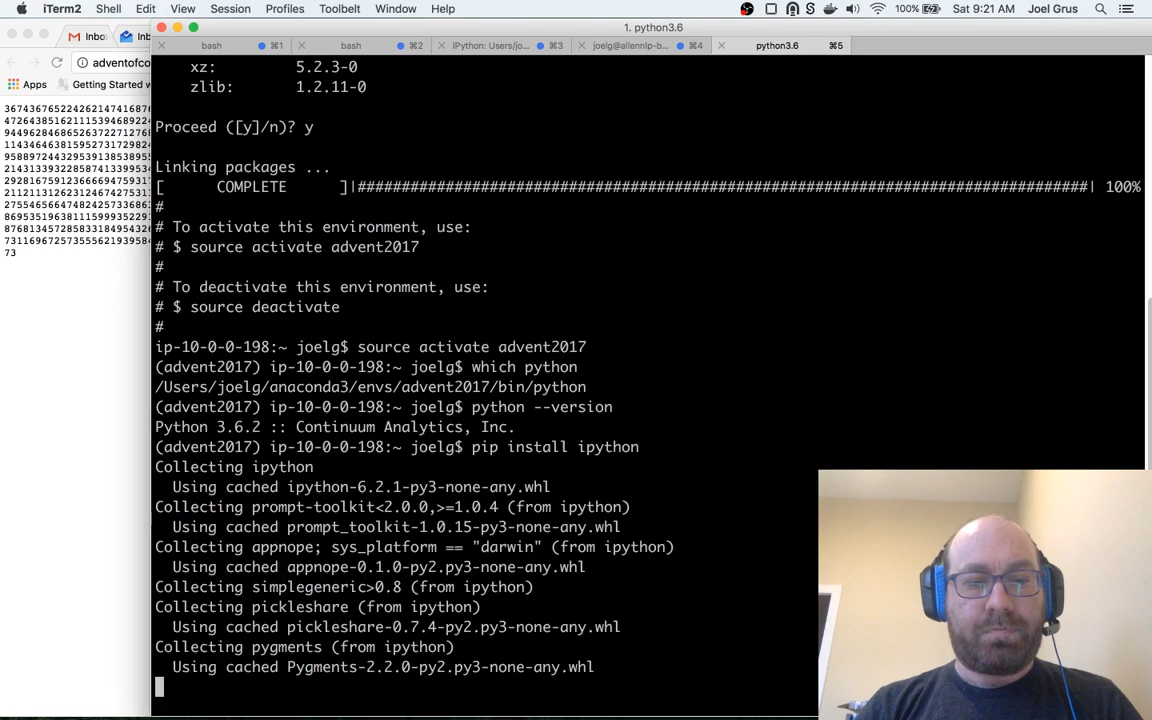 iTerm2 Shell Edit View Session Profiles Toolbelt Window Help 100% Sat 9:21 AM Joel Grus
1. python3.6
Inbo Inb
bash ⌘1 bash ⌘2 IPython: Users/jo... ⌘3 joelg@allennlp-b... ⌘4 python3.6 ⌘5
adventofco
Apps Getting Started w
xz: 5.2.3-0
zlib: 1.2.11-0
Proceed ([y]/n)? y
Linking packages ...
[ COMPLETE ]|###################################################################################| 100%
#
# To activate this environment, use:
# $ source activate advent2017
#
# To deactivate this environment, use:
# $ source deactivate
#
ip-10-0-0-198:~ joelg$ source activate advent2017
(advent2017) ip-10-0-0-198:~ joelg$ which python
/Users/joelg/anaconda3/envs/advent2017/bin/python
(advent2017) ip-10-0-0-198:~ joelg$ python --version
Python 3.6.2 :: Continuum Analytics, Inc.
(advent2017) ip-10-0-0-198:~ joelg$ pip install ipython
Collecting ipython
Using cached ipython-6.2.1-py3-none-any.whl
Collecting prompt-toolkit<2.0.0,>=1.0.4 (from ipython)
Using cached prompt_toolkit-1.0.15-py3-none-any.whl
Collecting appnope; sys_platform == "darwin" (from ipython)
Using cached appnope-0.1.0-py2.py3-none-any.whl
Collecting simplegeneric>0.8 (from ipython)
Collecting pickleshare (from ipython)
Using cached pickleshare-0.7.4-py2.py3-none-any.whl
Collecting pygments (from ipython)
Using cached Pygments-2.2.0-py2.py3-none-any.whl
73